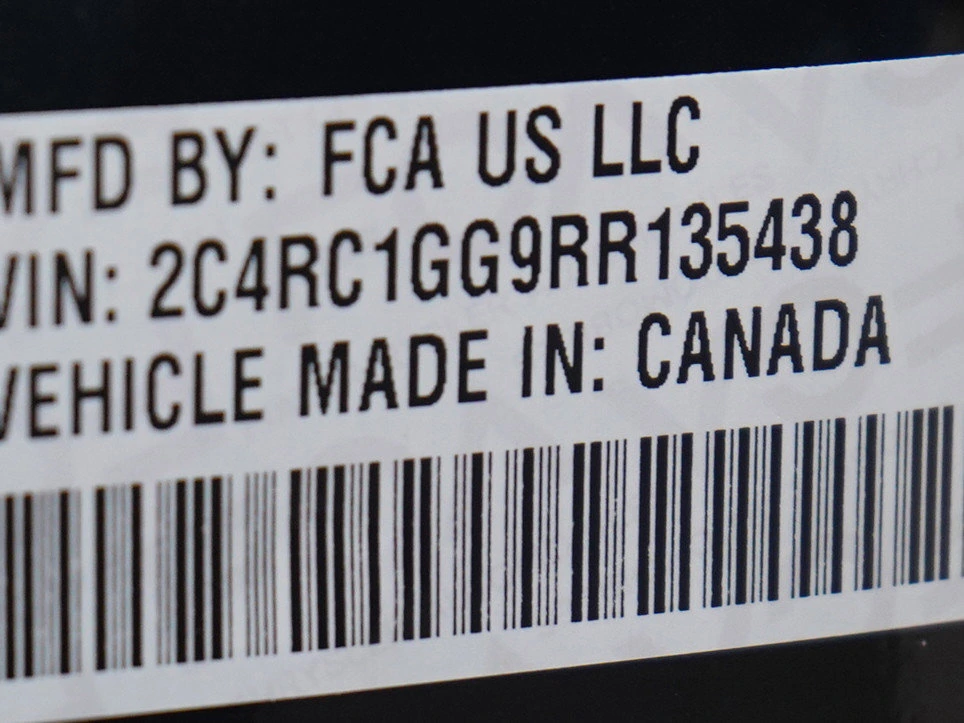 MFD BY: FCA US LLC
VIN: 2C4RC1GG9RR135438
VEHICLE MADE IN: CANADA